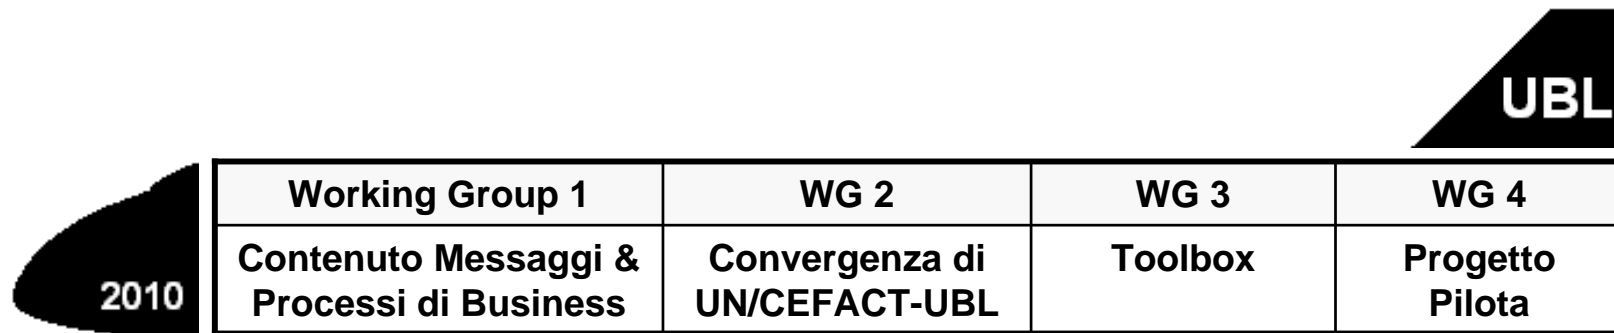 UBL
Working Group 1 WG 2 WG 3 WG 4
Contenuto Messaggi & Convergenza di Toolbox Progetto
2010 Processi di Business UN/CEFACT-UBL Pilota